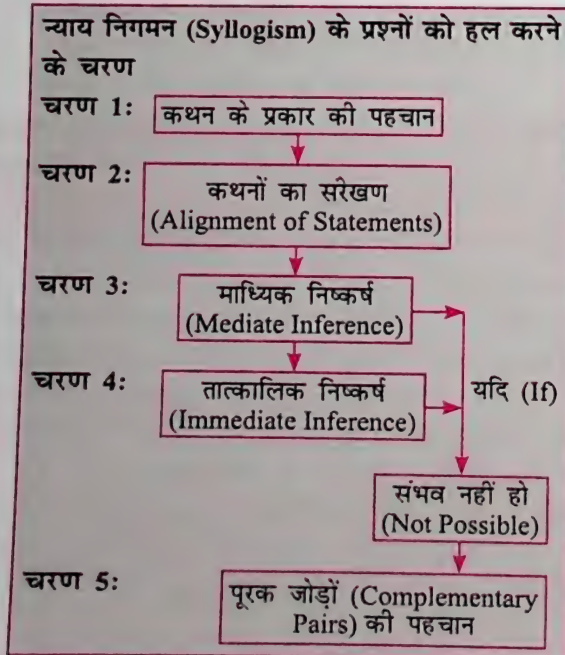 न्याय निगमन (Syllogism) के प्रश्नों को हल करने
के चरण
चरण 1:
कथन के प्रकार की पहचान
चरण 2:
कथनों का सरेखण
(Alignment of Statements)
चरण 3:
माध्यिक निष्कर्ष
(Mediate Inference)
चरण 4:
तात्कालिक निष्कर्ष
(Immediate Inference)
यदि (If)
संभव नहीं हो
(Not Possible)
चरण 5:
पूरक जोड़ों (Complementary
Pairs) की पहचान